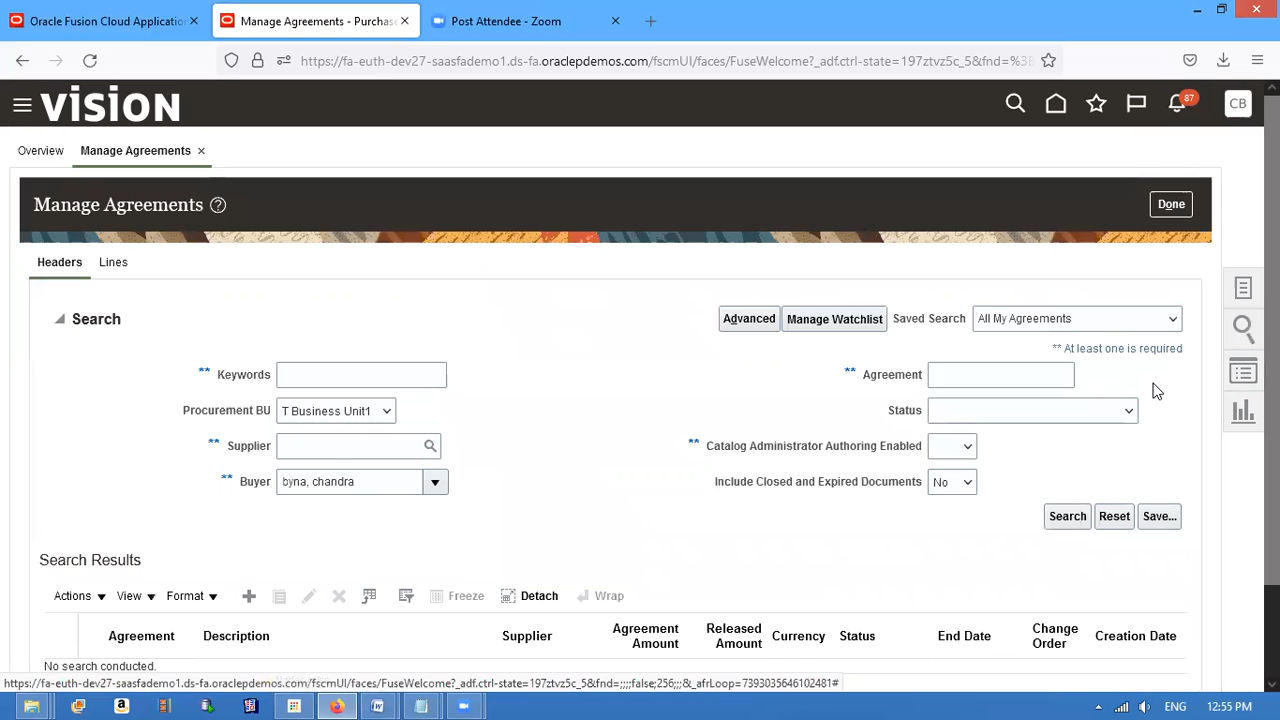 Oracle Fusion Cloud Application
Manage Agreements - Purchase
Post Attendee - Zoom
https://fa-euth-dev27-saasfademo1.ds-fa.oraclepdemos.com/fscmUI/faces/FuseWelcome?_adf.ctrl-state=197ztvz5c_5&fnd=%3B
VISION
87
CB
Overview
Manage Agreements
Manage Agreements
Done
Headers
Lines
Search
Advanced
Manage Watchlist
Saved Search
All My Agreements
** At least one is required
** Keywords
** Agreement
Procurement BU
T Business Unit1
Status
** Supplier
** Catalog Administrator Authoring Enabled
** Buyer
byna, chandra
Include Closed and Expired Documents
No
Search
Reset
Save...
Search Results
Actions
View
Format
Freeze
Detach
Wrap
Agreement
Description
Supplier
Agreement Amount
Released Amount
Currency
Status
End Date
Change Order
Creation Date
No search conducted.
https://fa-euth-dev27-saasfademo1.ds-fa.oraclepdemos.com/fscmUI/faces/FuseWelcome?_adf.ctrl-state=197ztvz5c_5&fnd=;;;;false;256;;;&_afrLoop=7393035646102481#
ENG
12:55 PM